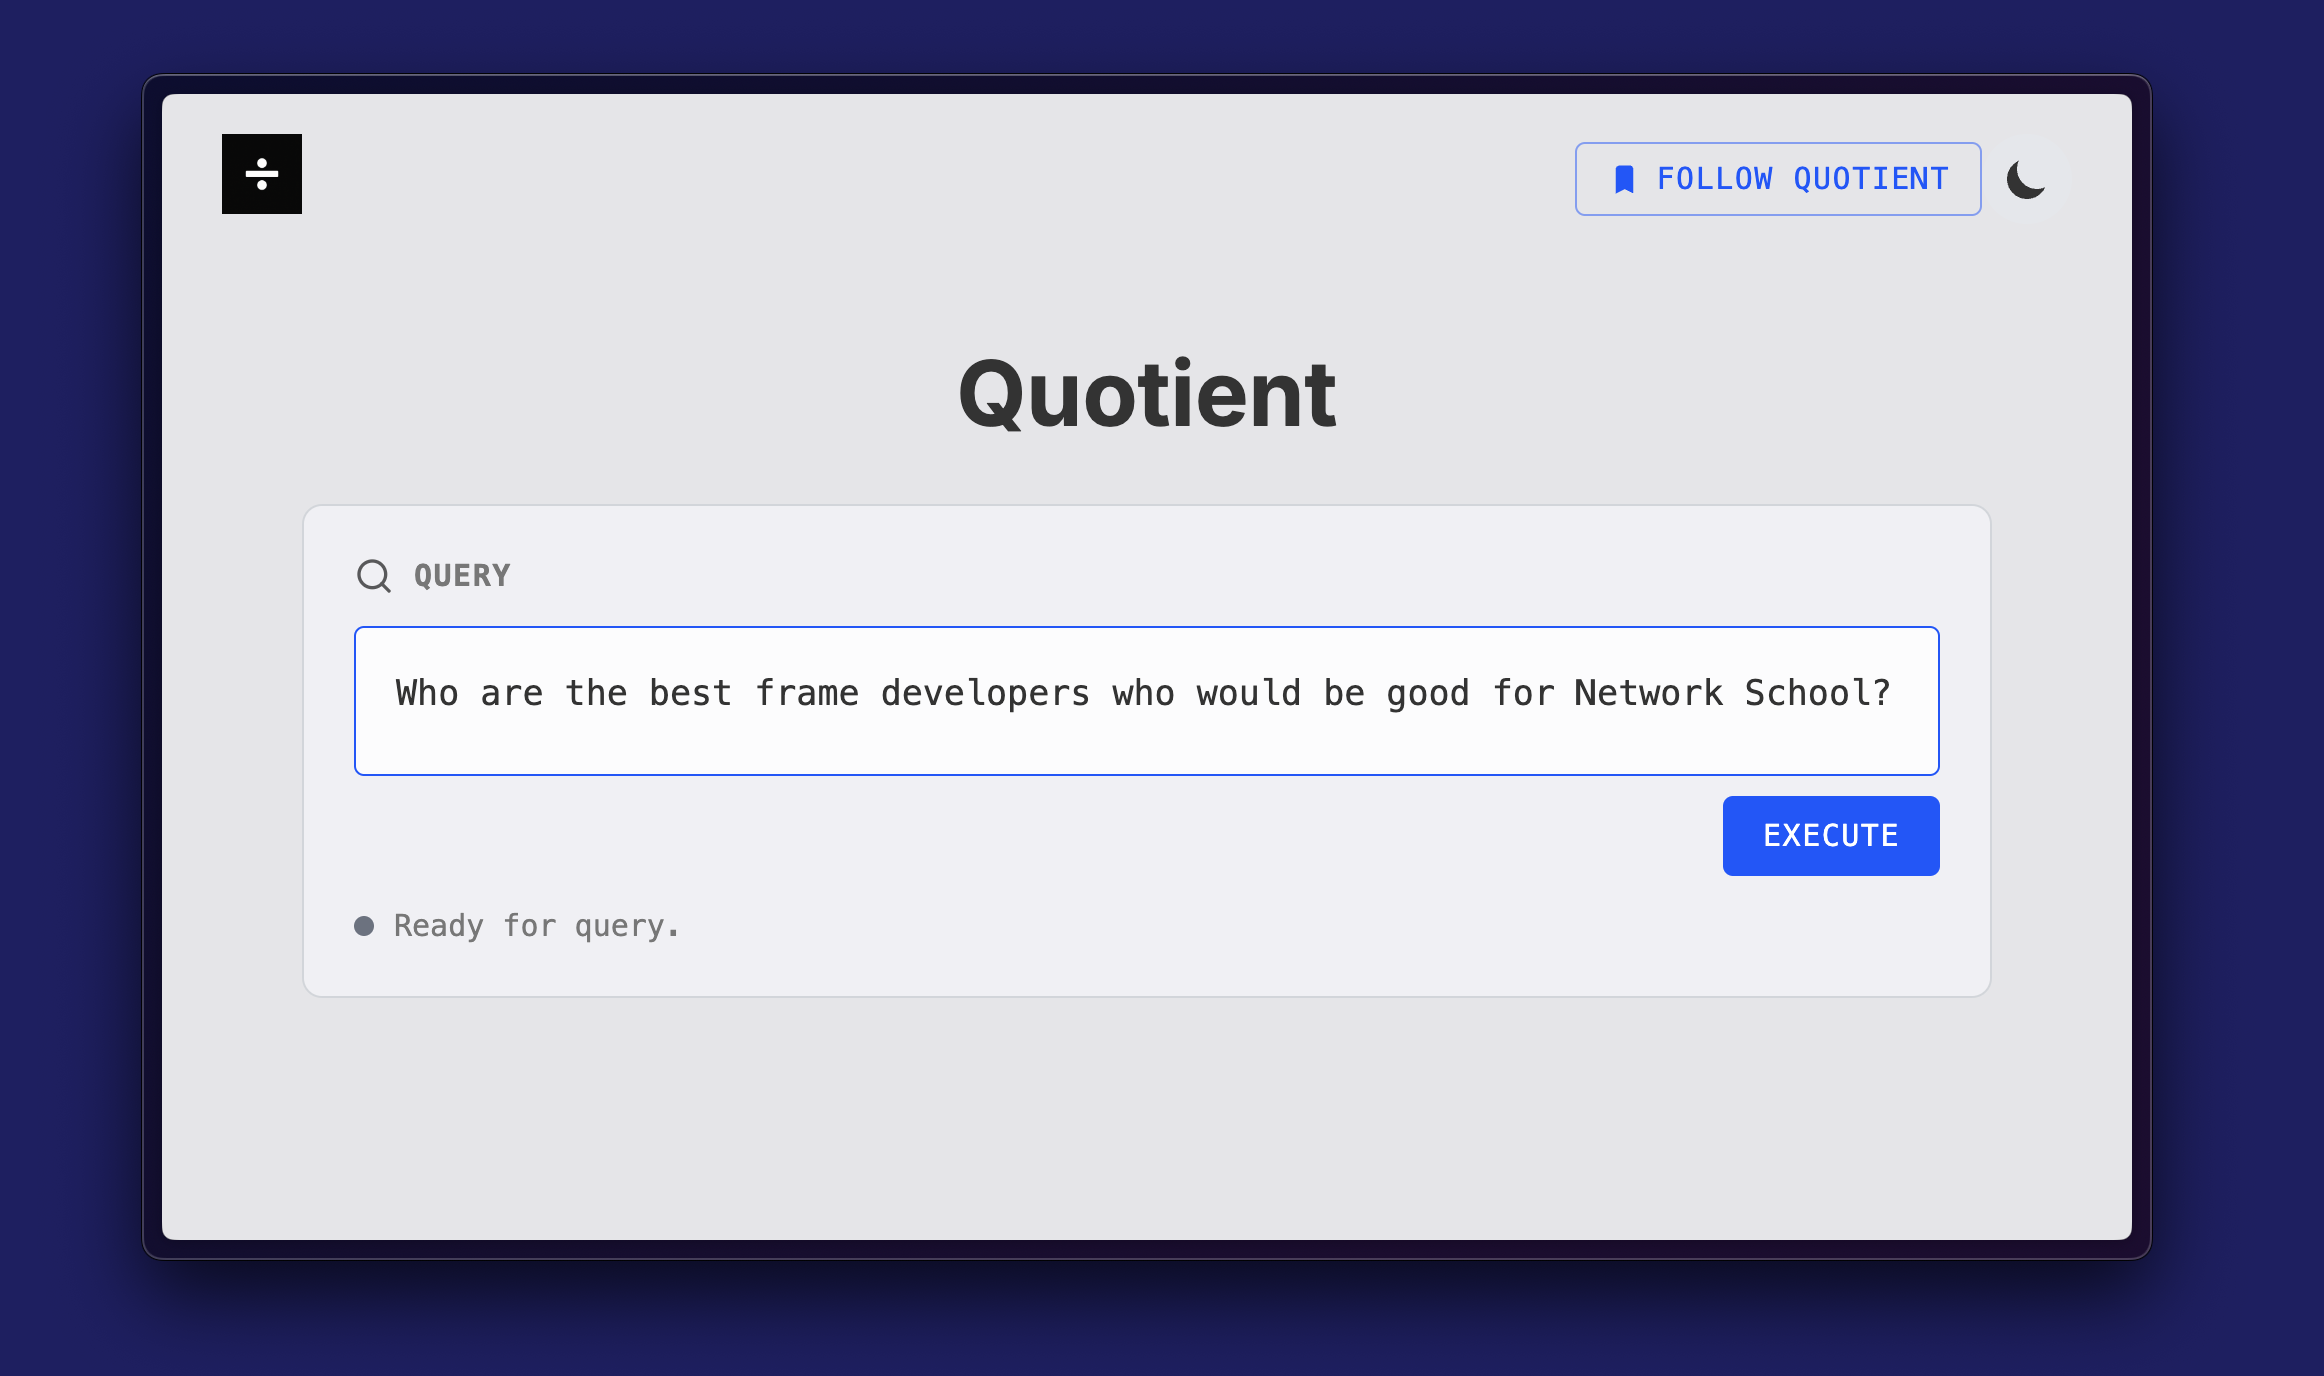 ÷
FOLLOW QUOTIENT
Quotient
QUERY
Who are the best frame developers who would be good for Network School?
EXECUTE
Ready for query.